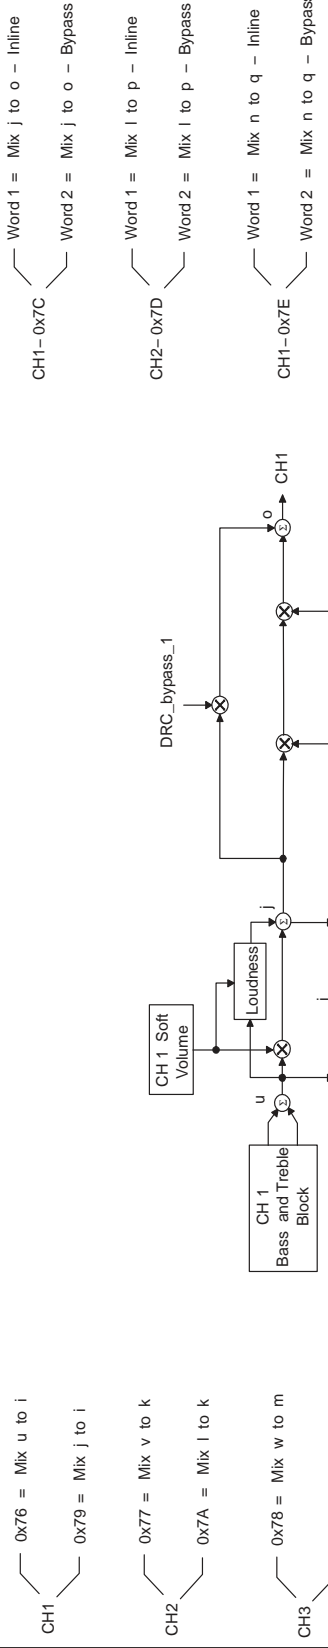 0x76 = Mix u to i
CH1
0x79 = Mix j to i
0x77 = Mix v to k
CH2
0x7A = Mix l to k
0x78 = Mix w to m
CH3
Word 1 = Mix j to o – Inline
CH1– 0x7C
Word 2 = Mix j to o – Bypass
Word 1 = Mix l to p – Inline
CH2– 0x7D
Word 2 = Mix l to p – Bypass
Word 1 = Mix n to q – Inline
CH1– 0x7E
Word 2 = Mix n to q – Bypass
CH 1 Soft
Volume
DRC_bypass_1
Loudness
u
j
o
Σ
Σ
Σ
CH1
CH 1
Bass and Treble
Block
i